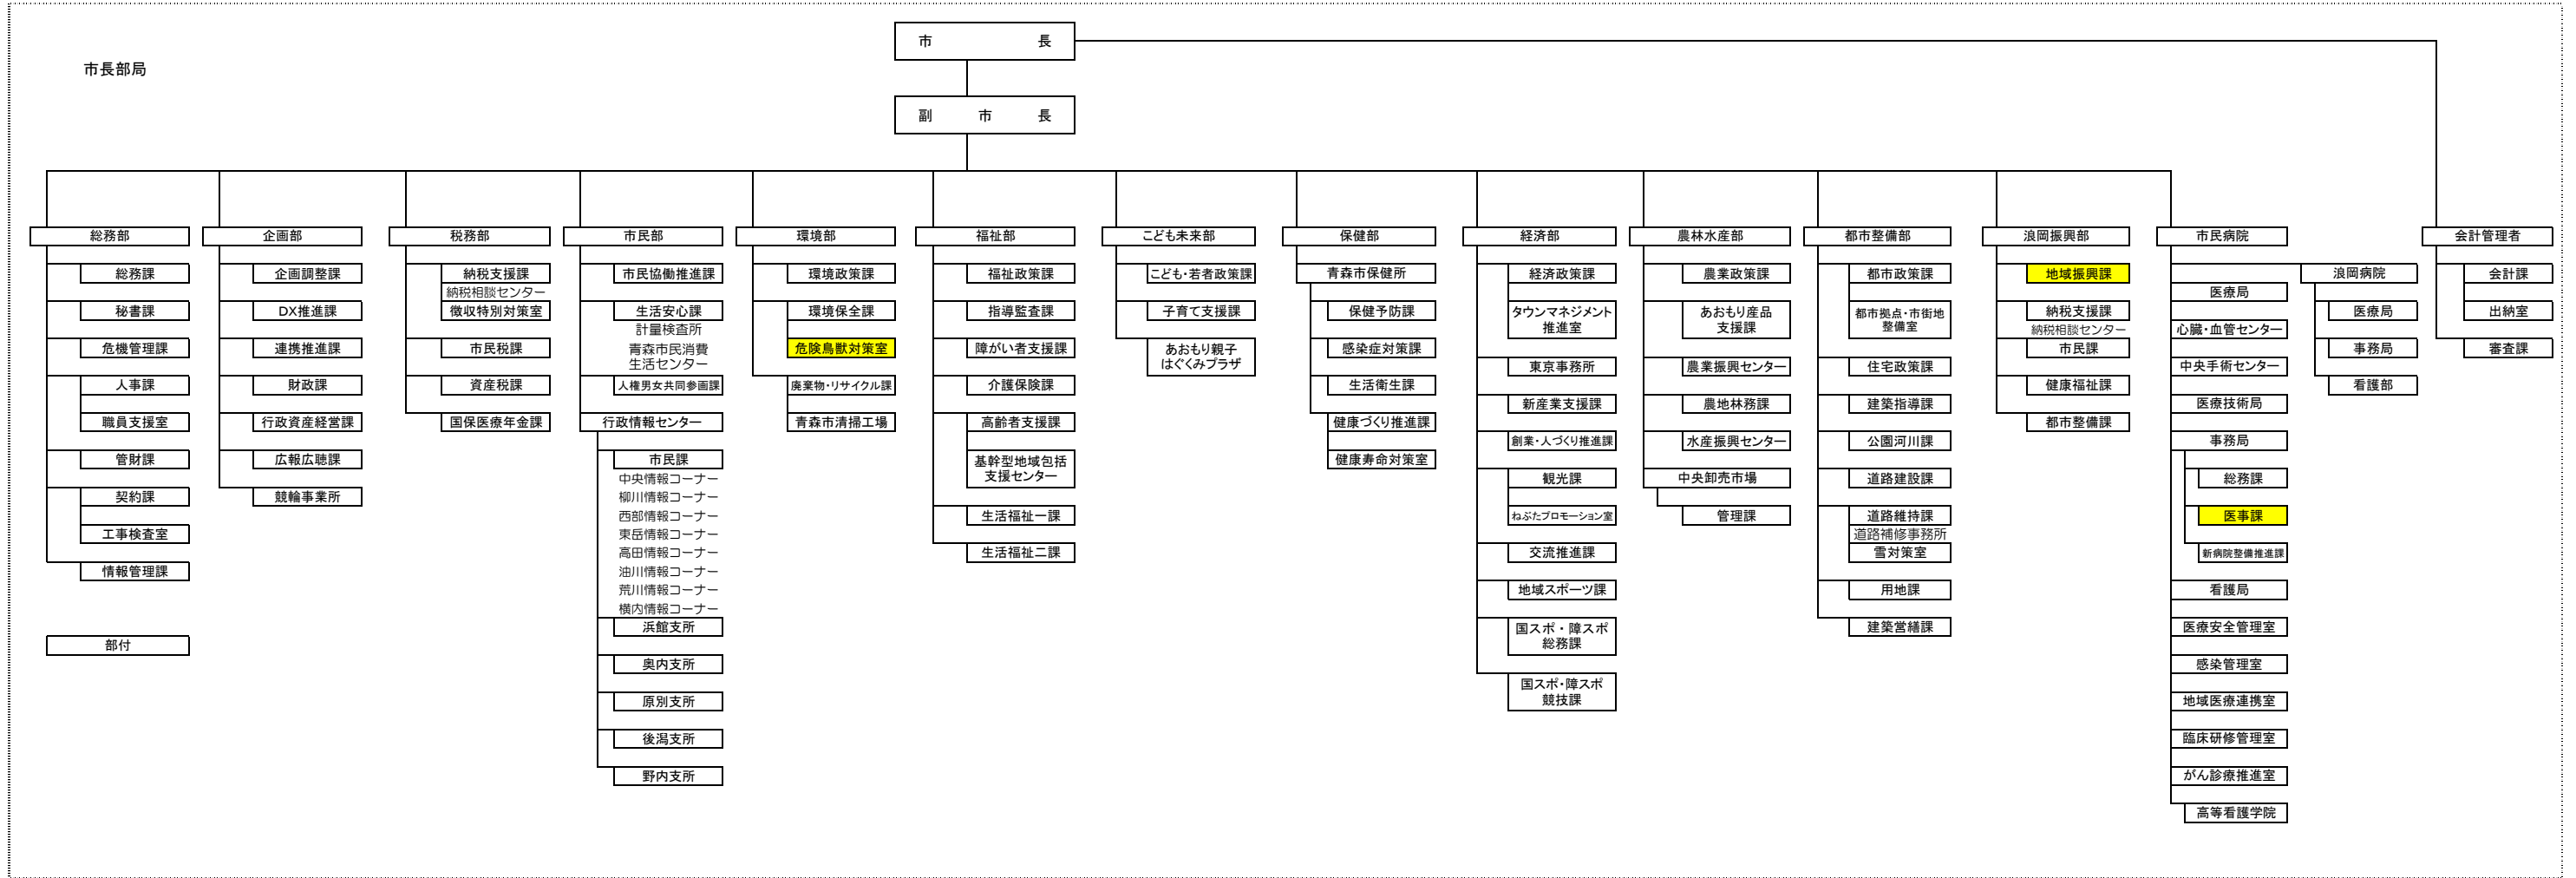 市長部局
市長
副市長
総務部
総務課
秘書課
危機管理課
人事課
職員支援室
管財課
契約課
工事検査室
情報管理課
部付
企画部
企画調整課
DX推進課
連携推進課
財政課
行政資産経営課
広報広聴課
競輪事業所
税務部
納税支援課
納税相談センター
徴収特別対策室
市民税課
資産税課
国保医療年金課
市民部
市民協働推進課
生活安心課
計量検査所
青森市民消費
生活センター
人権男女共同参画課
行政情報センター
市民課
中央情報コーナー
柳川情報コーナー
西部情報コーナー
東岳情報コーナー
高田情報コーナー
油川情報コーナー
荒川情報コーナー
横内情報コーナー
浜館支所
奥内支所
原別支所
後潟支所
野内支所
環境部
環境政策課
環境保全課
危険鳥獣対策室
廃棄物・リサイクル課
青森市清掃工場
福祉部
福祉政策課
指導監査課
障がい者支援課
介護保険課
高齢者支援課
基幹型地域包括
支援センター
生活福祉一課
生活福祉二課
こども未来部
こども・若者政策課
子育て支援課
あおもり親子
はぐくみプラザ
保健部
青森市保健所
保健予防課
感染症対策課
生活衛生課
健康づくり推進課
健康寿命対策室
経済部
経済政策課
タウンマネジメント
推進室
東京事務所
新産業支援課
創業・人づくり推進課
観光課
ねぶたプロモーション室
交流推進課
地域スポーツ課
国スポ・障スポ
総務課
国スポ・障スポ
競技課
農林水産部
農業政策課
あおもり産品
支援課
農業振興センター
農地林務課
水産振興センター
中央卸売市場
管理課
都市整備部
都市政策課
都市拠点・市街地
整備室
住宅政策課
建築指導課
公園河川課
道路建設課
道路維持課
道路補修事務所
雪対策室
用地課
建築営繕課
浪岡振興部
地域振興課
納税支援課
納税相談センター
市民課
健康福祉課
都市整備課
市民病院
医療局
心臓・血管センター
中央手術センター
医療技術局
事務局
総務課
医事課
新病院整備推進課
看護局
医療安全管理室
感染管理室
地域医療連携室
臨床研修管理室
がん診療推進室
高等看護学院
浪岡病院
医療局
事務局
看護部
会計管理者
会計課
出納室
審査課